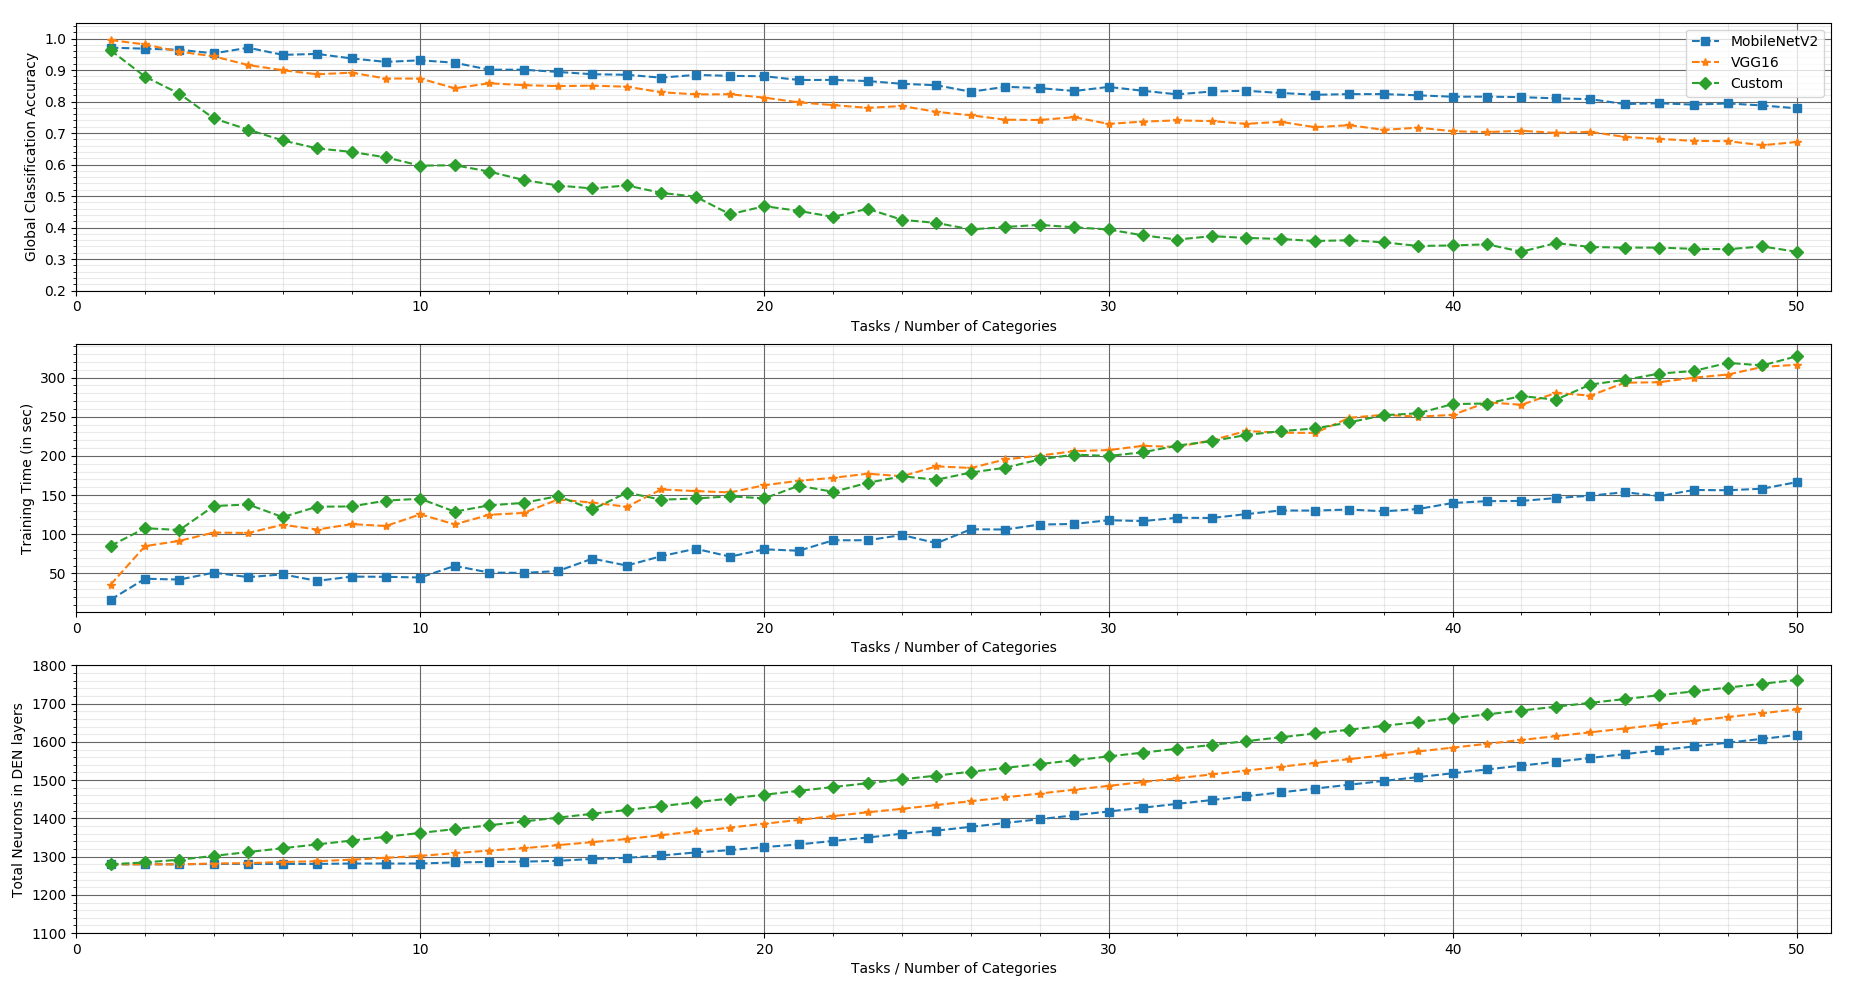 1.0
0.9
0.8
0.7
0.6
0.5
0.4
0.3
0.2
Global Classification Accuracy
MobileNetV2
VGG16
Custom
0 10 20 30 40 50
Tasks / Number of Categories
300
250
200
150
100
50
Training Time (in sec)
0 10 20 30 40 50
Tasks / Number of Categories
1800
1700
1600
1500
1400
1300
1200
1100
Total Neurons in DEN layers
0 10 20 30 40 50
Tasks / Number of Categories